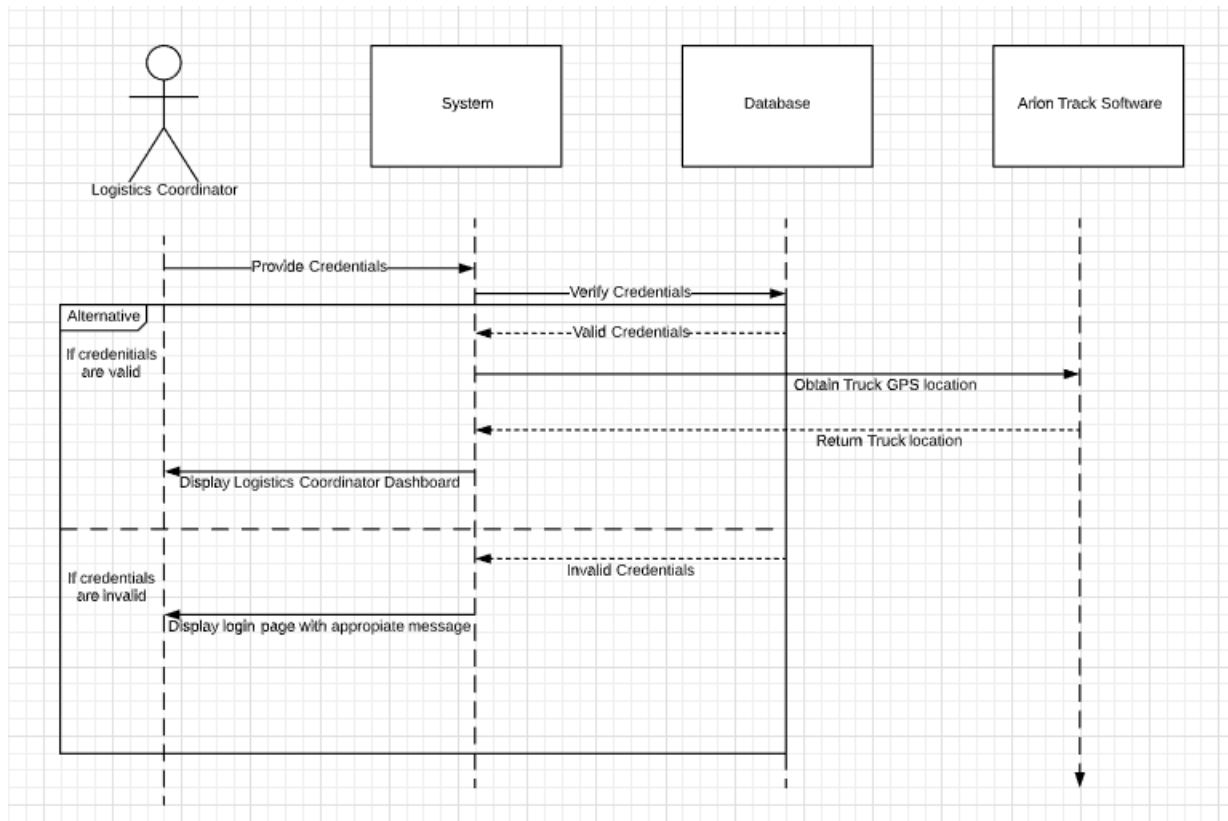 System
Database
Arion Track Software
Logistics Coordinator
Provide Credentials
Verify Credentials
Alternative
Valid Credentials
If credenitials
are valid
Obtain Truck GPS location
Return Truck location
Display Logistics Coordinator Dashboard
Invalid Credentials
If credentials
are invalid
Display login page with appropiate message